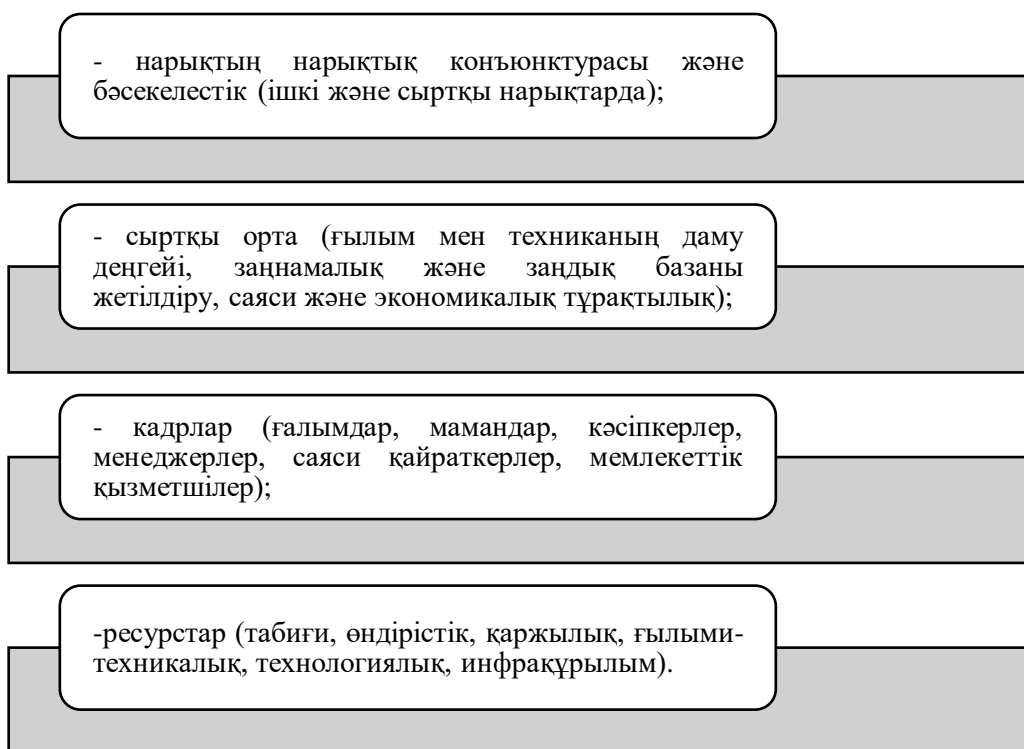 - нарықтың нарықтық конъюнктурасы және
бәсекелестік (ішкі және сыртқы нарықтарда);
- сыртқы орта (ғылым мен техниканың даму
деңгейі, заңнамалық және заңдық базаны
жетілдіру, саяси және экономикалық тұрақтылық);
- кадрлар (ғалымдар, мамандар, кәсіпкерлер,
менеджерлер, саяси қайраткерлер, мемлекеттік
қызметшілер);
-ресурстар (табиғи, өндірістік, қаржылық, ғылыми-
техникалық, технологиялық, инфрақұрылым).